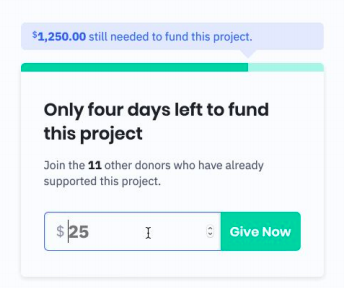 $1,250.00 still needed to fund this project.
Only four days left to fund
this project
Join the 11 other donors who have already
supported this project.
$ 25
Give Now